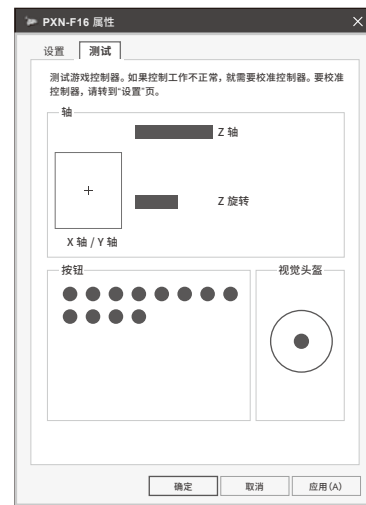 PXN-F16 属性
设置 测试
测试游戏控制器。如果控制工作不正常，就需要校准控制器。要校准
控制器，请转到“设置”页。
轴
Z 轴
Z 旋转
X 轴 / Y 轴
按钮 视觉头盔
确定 取消 应用(A)